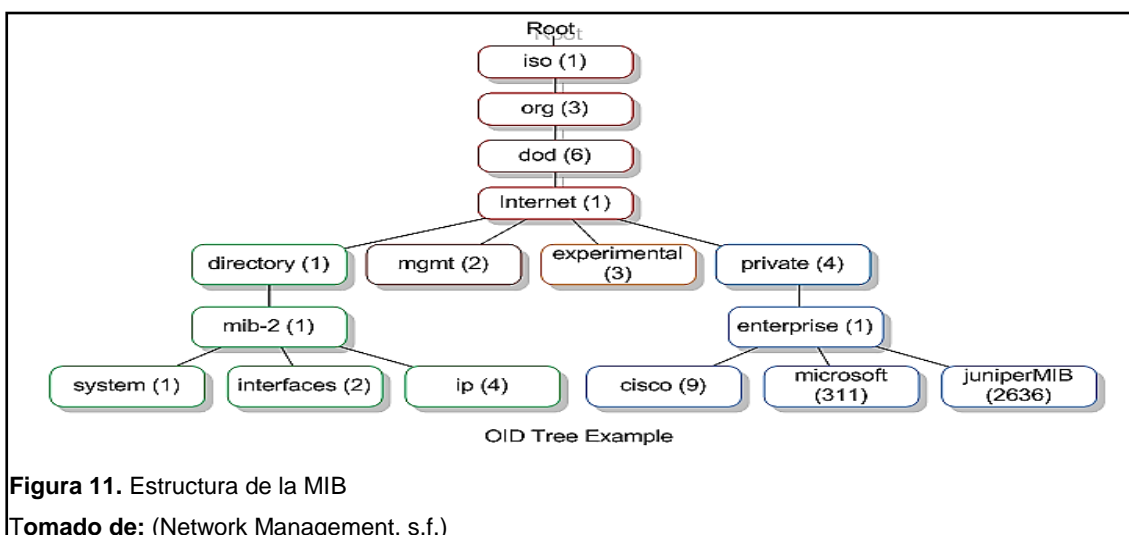 Root
iso (1)
org (3)
dod (6)
Internet (1)
directory (1) mgmt (2) experimental (3) private (4)
mib-2 (1) enterprise (1)
system (1) interfaces (2) ip (4) cisco (9) microsoft (311) juniperMIB (2636)
OID Tree Example
Figura 11. Estructura de la MIB
Tomado de: (Network Management, s.f.)